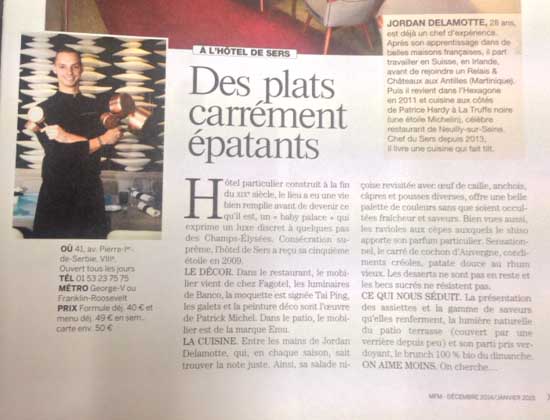 JORDAN DELAMOTTE, 28 ans,
est déjà un chef d'expérience.
Après son apprentissage dans de
belles maisons françaises, il part
travailler en Suisse, en Irlande,
avant de rejoindre un Relais &
Châteaux aux Antilles (Martinique).
Puis il revient dans l'Hexagone
en 2011 et cuisine aux côtés
de Patrice Hardy à La Truffe noire
(une étoile Michelin), célèbre
restaurant de Neuilly-sur-Seine.
Chef du Sers depuis 2013,
il livre une cuisine qui fait tilt.
À L'HÔTEL DE SERS
Des plats
carrément
épatants
OÙ 41, av. Pierre-Iᵉʳ-
de-Serbie, VIIIᵉ.
Ouvert tous les jours
TÉL 01 53 23 75 75
MÉTRO George-V ou
Franklin-Roosevelt
PRIX Formule déj. 40 € et
menu déj. 49 € en sem.,
carte env. 50 €
Hôtel particulier construit à la fin
du XIXᵉ siècle, le lieu a eu une vie
bien remplie avant de devenir ce
qu'il est, un « baby palace » qui
exprime un luxe discret à quelques pas
des Champs-Élysées. Consécration su-
prême, l'hôtel de Sers a reçu sa cinquième
étoile en 2009.
LE DÉCOR. Dans le restaurant, le mobi-
lier vient de chez Fagotel, les luminaires
de Banco, la moquette est signée Tai Ping,
les galets et la peinture déco sont l'œuvre
de Patrick Michel. Dans le patio, le mobi-
lier est de la marque Emu.
LA CUISINE. Entre les mains de Jordan
Delamotte, qui, en chaque saison, sait
trouver la note juste. Ainsi, sa salade ni-
çoise revisitée avec œuf de caille, anchois,
câpres et pousses diverses, offre une belle
palette de couleurs sans que soient occul-
tées fraîcheur et saveurs. Bien vues aussi,
les ravioles aux cèpes auxquels le shiso
apporte son parfum particulier. Sensation-
nel, le carré de cochon d'Auvergne, condi-
ments créoles, patate douce au rhum
vieux. Les desserts ne sont pas en reste et
les becs sucrés ne résistent pas.
CE QUI NOUS SÉDUIT. La présentation
des assiettes et la gamme de saveurs
qu'elles renferment, la lumière naturelle
du patio terrasse (couvert par une
verrière depuis peu) et son parti pris ver-
doyant, le brunch 100 % bio du dimanche.
ON AIME MOINS. On cherche...
MFM - DÉCEMBRE 2014/JANVIER 2015